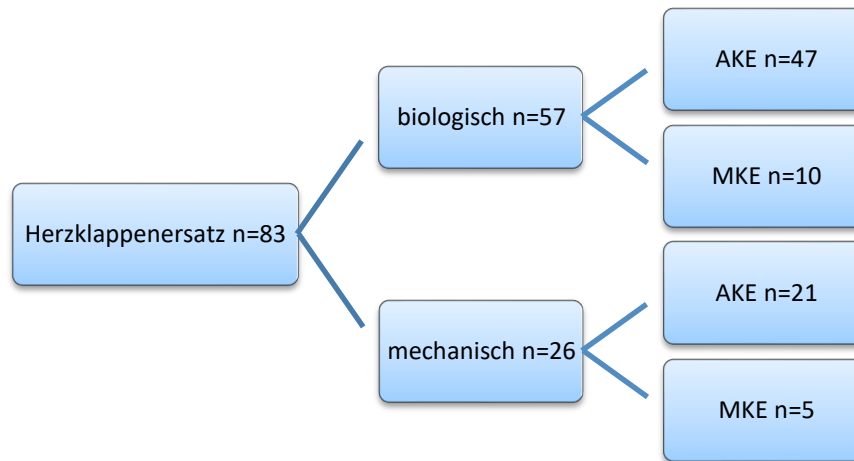 Herzklappenersatz n=83
biologisch n=57
AKE n=47
MKE n=10
mechanisch n=26
AKE n=21
MKE n=5